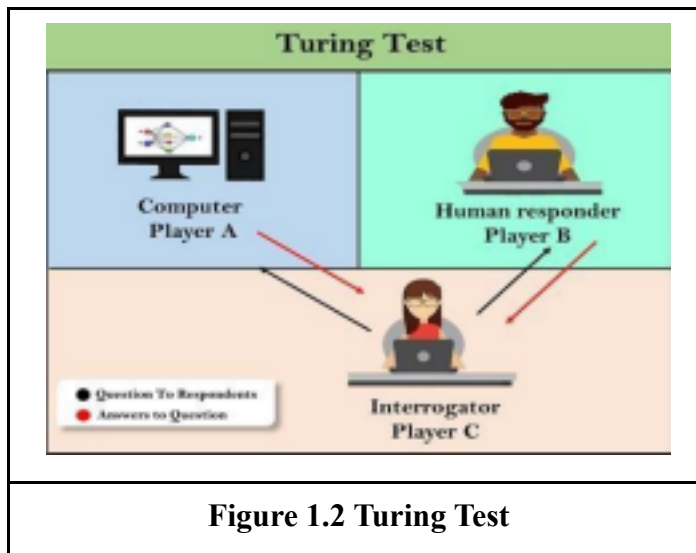 Turing Test
Computer
Player A
Human responder
Player B
Question To Respondents
Answers to Question
Interrogator
Player C
Figure 1.2 Turing Test